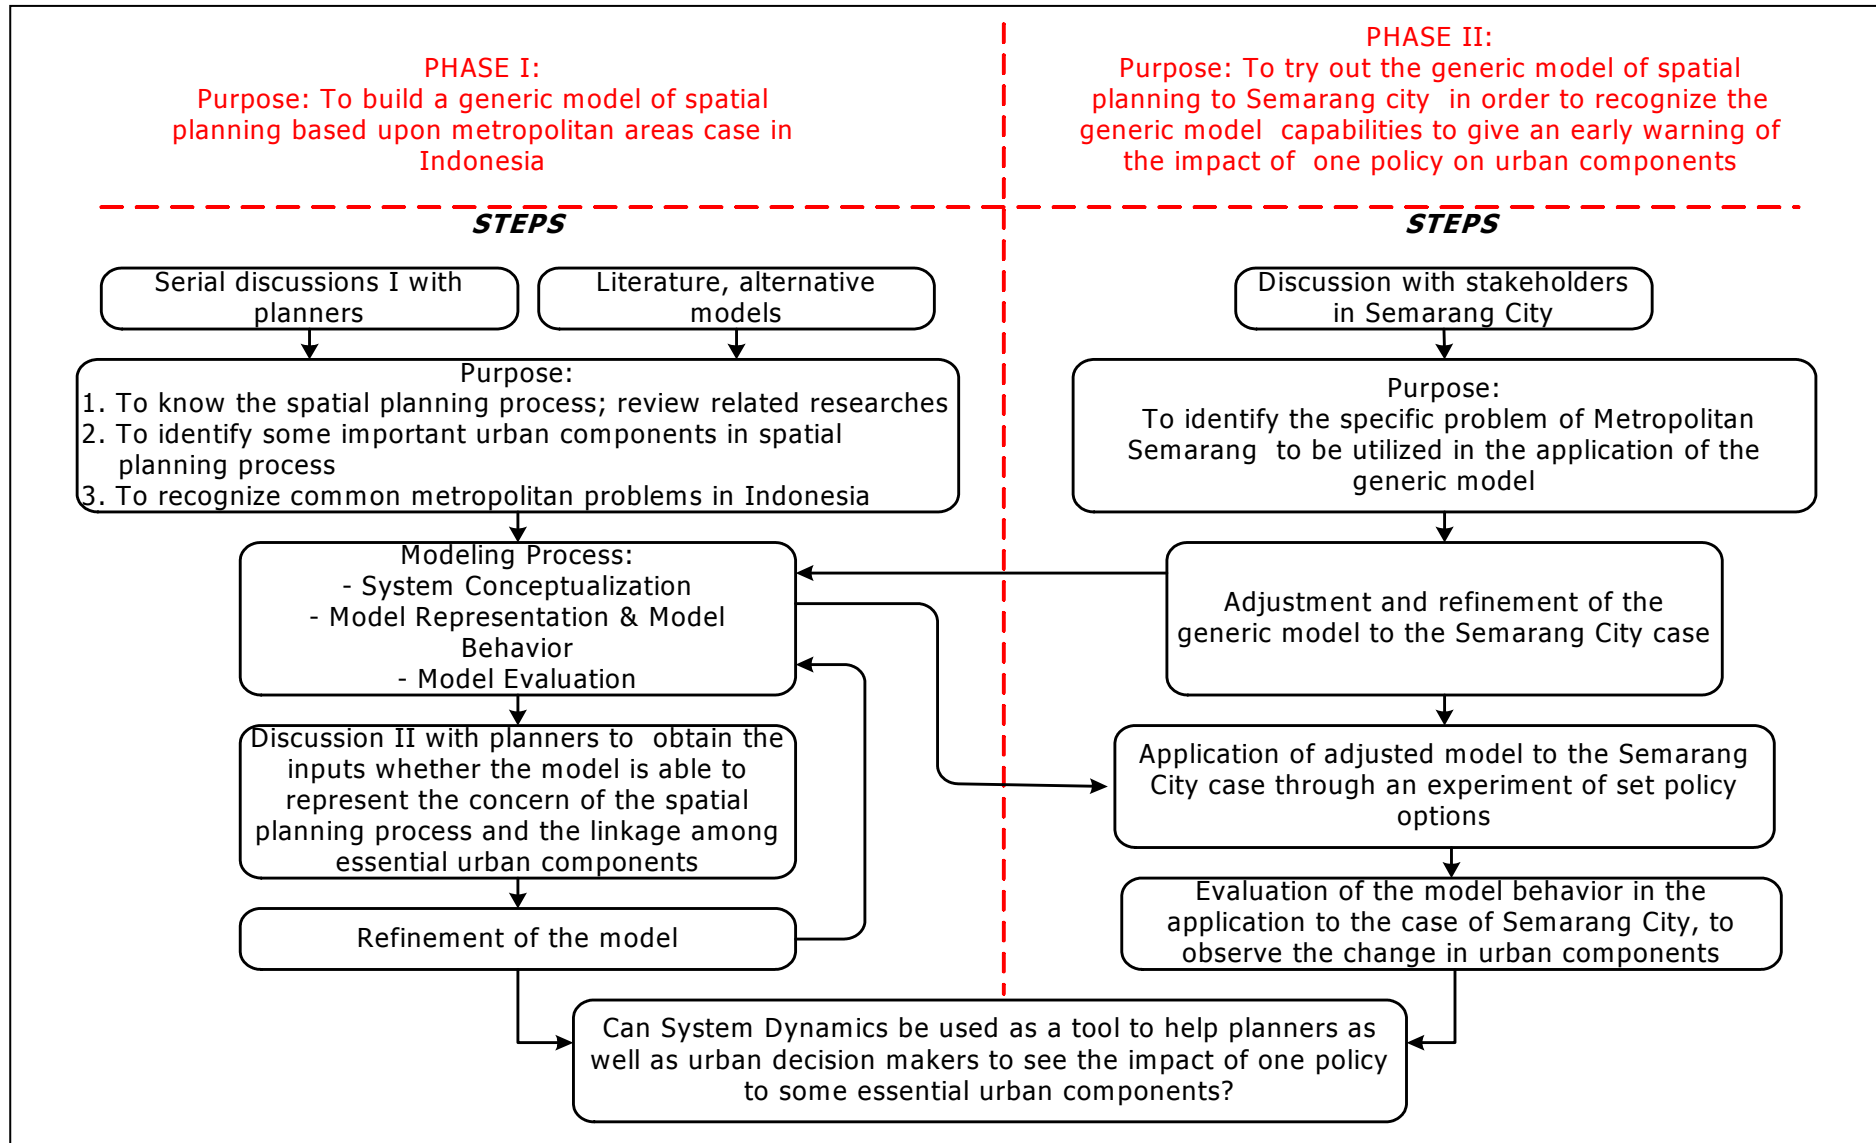 PHASE I:
Purpose: To build a generic model of spatial
planning based upon metropolitan areas case in
Indonesia
PHASE II:
Purpose: To try out the generic model of spatial
planning to Semarang city in order to recognize the
generic model capabilities to give an early warning of
the impact of one policy on urban components
STEPS
Serial discussions I with
planners
Literature, alternative
models
Purpose:
1. To know the spatial planning process; review related researches
2. To identify some important urban components in spatial
planning process
3. To recognize common metropolitan problems in Indonesia
Modeling Process:
- System Conceptualization
- Model Representation & Model
Behavior
- Model Evaluation
Discussion II with planners to obtain the
inputs whether the model is able to
represent the concern of the spatial
planning process and the linkage among
essential urban components
Refinement of the model
STEPS
Discussion with stakeholders
in Semarang City
Purpose:
To identify the specific problem of Metropolitan
Semarang to be utilized in the application of the
generic model
Adjustment and refinement of the
generic model to the Semarang City case
Application of adjusted model to the Semarang
City case through an experiment of set policy
options
Evaluation of the model behavior in the
application to the case of Semarang City, to
observe the change in urban components
Can System Dynamics be used as a tool to help planners as
well as urban decision makers to see the impact of one policy
to some essential urban components?